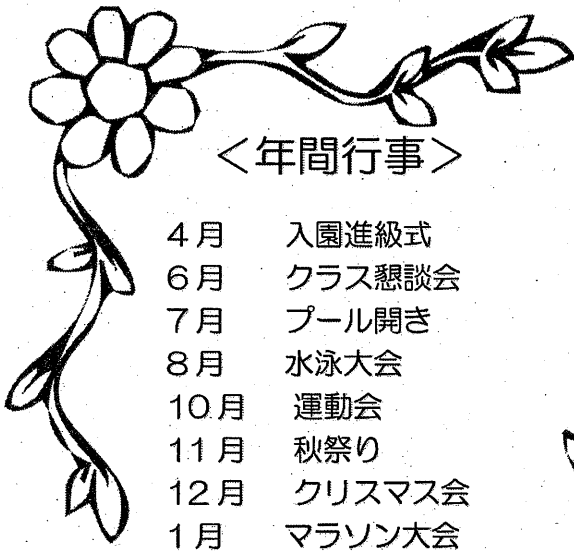 ＜年間行事＞
4月　入園進級式
6月　クラス懇談会
7月　プール開き
8月　水泳大会
10月　運動会
11月　秋祭り
12月　クリスマス会
1月　マラソン大会